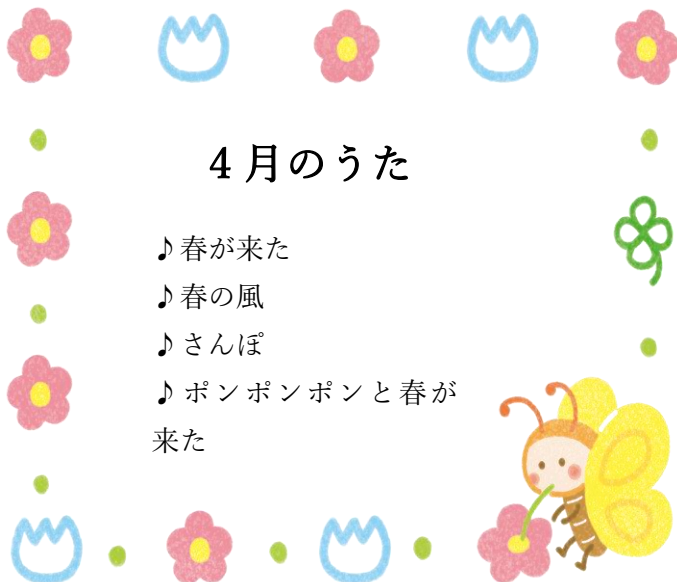 ４月のうた
♪春が来た
♪春の風
♪さんぽ
♪ポンポンポンと春が
来た